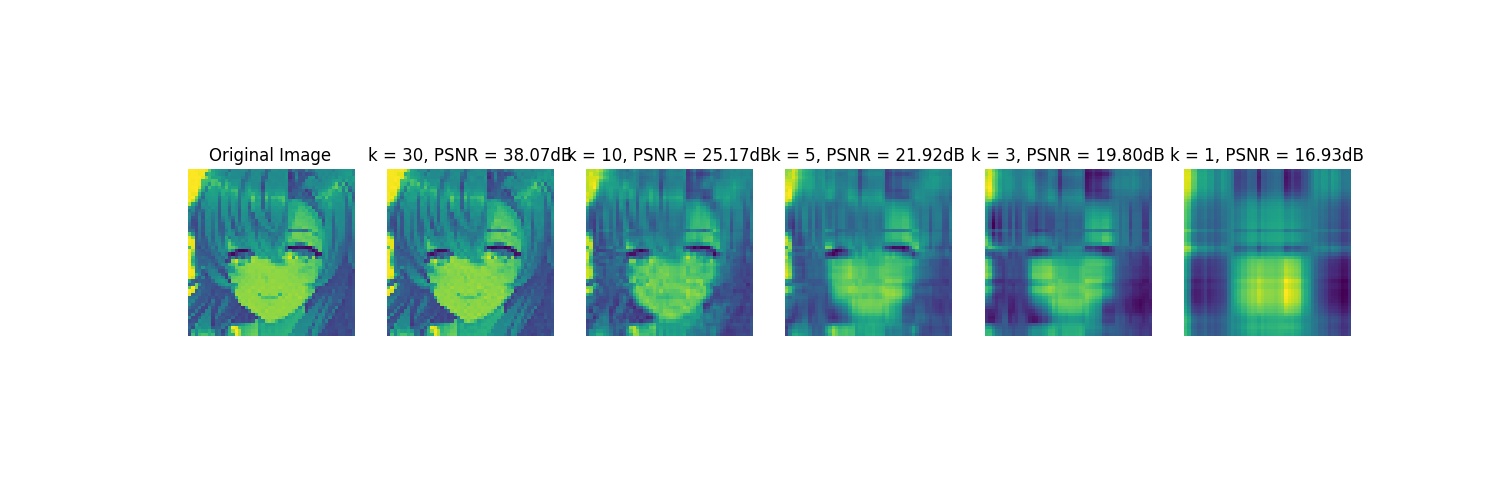 Original Image
k = 30, PSNR = 38.07dB
k = 10, PSNR = 25.17dB
k = 5, PSNR = 21.92dB
k = 3, PSNR = 19.80dB
k = 1, PSNR = 16.93dB